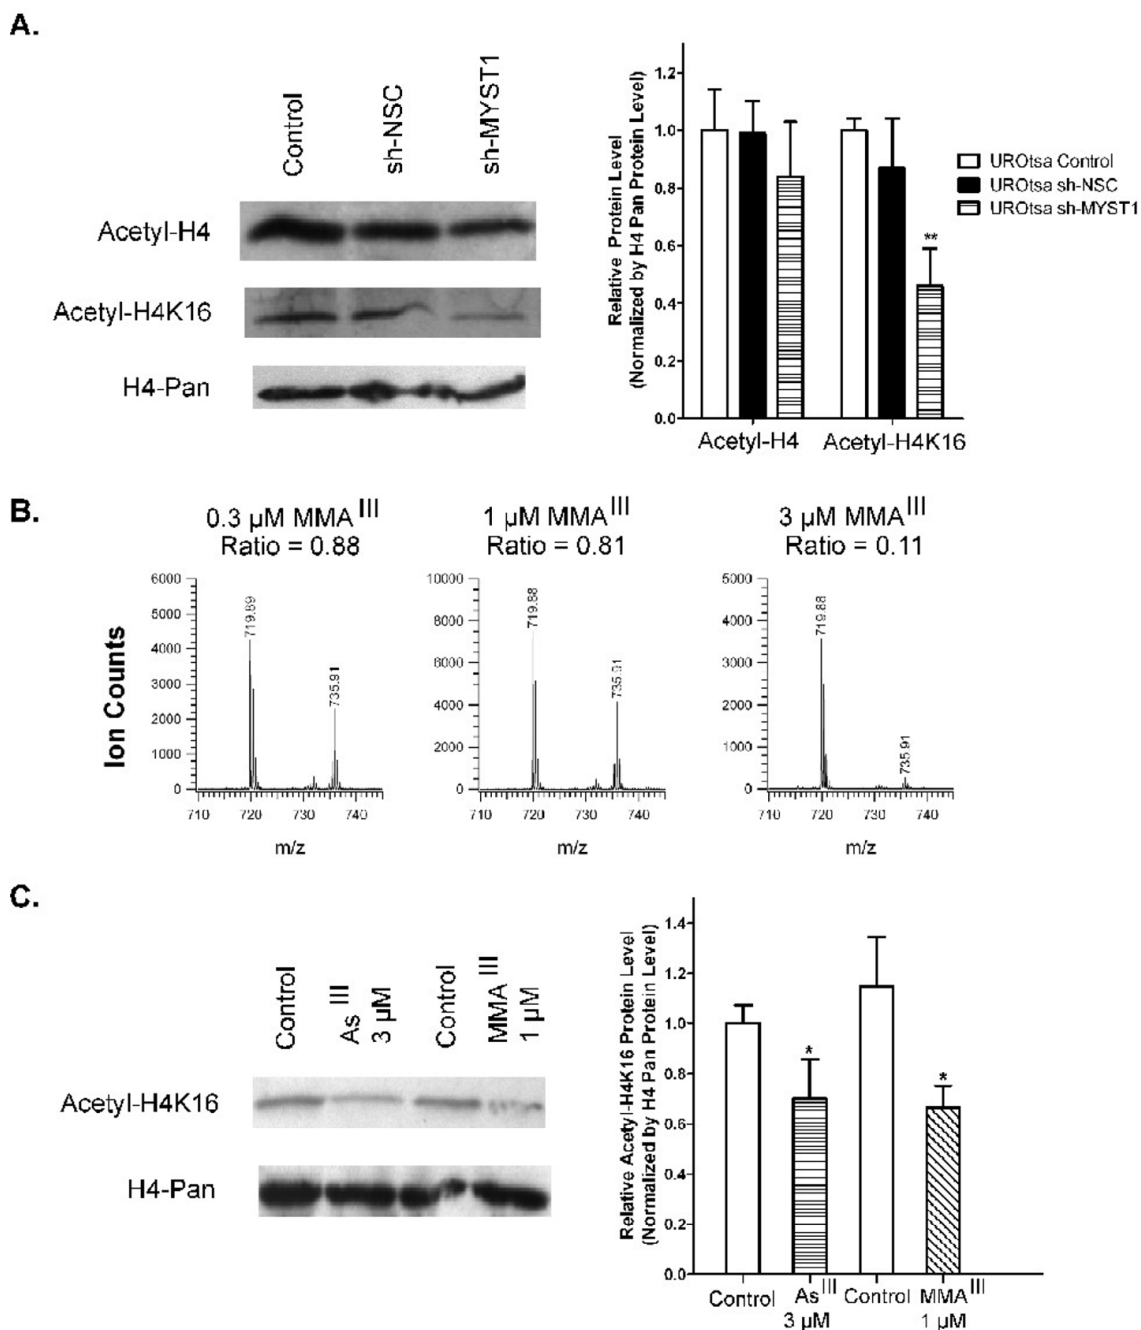 A.
Control
sh-NSC
sh-MYST1
Acetyl-H4
Acetyl-H4K16
H4-Pan
Relative Protein Level
(Normalized by H4 Pan Protein Level)
1.2
1.0
0.8
0.6
0.4
0.2
0.0
**
Acetyl-H4
Acetyl-H4K16
UROtsa Control
UROtsa sh-NSC
UROtsa sh-MYST1
B.
0.3 µM MMA^III
Ratio = 0.88
1 µM MMA^III
Ratio = 0.81
3 µM MMA^III
Ratio = 0.11
Ion Counts
6000
5000
4000
3000
2000
1000
0
719.89
735.91
710
720
730
740
m/z
10000
8000
6000
4000
2000
0
719.88
735.91
710
720
730
740
m/z
5000
4000
3000
2000
1000
0
719.88
735.91
710
720
730
740
m/z
C.
Control
As^III
3 µM
Control
MMA^III
1 µM
Acetyl-H4K16
H4-Pan
Relative Acetyl-H4K16 Protein Level
(Normalized by H4 Pan Protein Level)
1.4
1.2
1.0
0.8
0.6
0.4
0.2
0.0
*
*
Control
As^III
3 µM
Control
MMA^III
1 µM